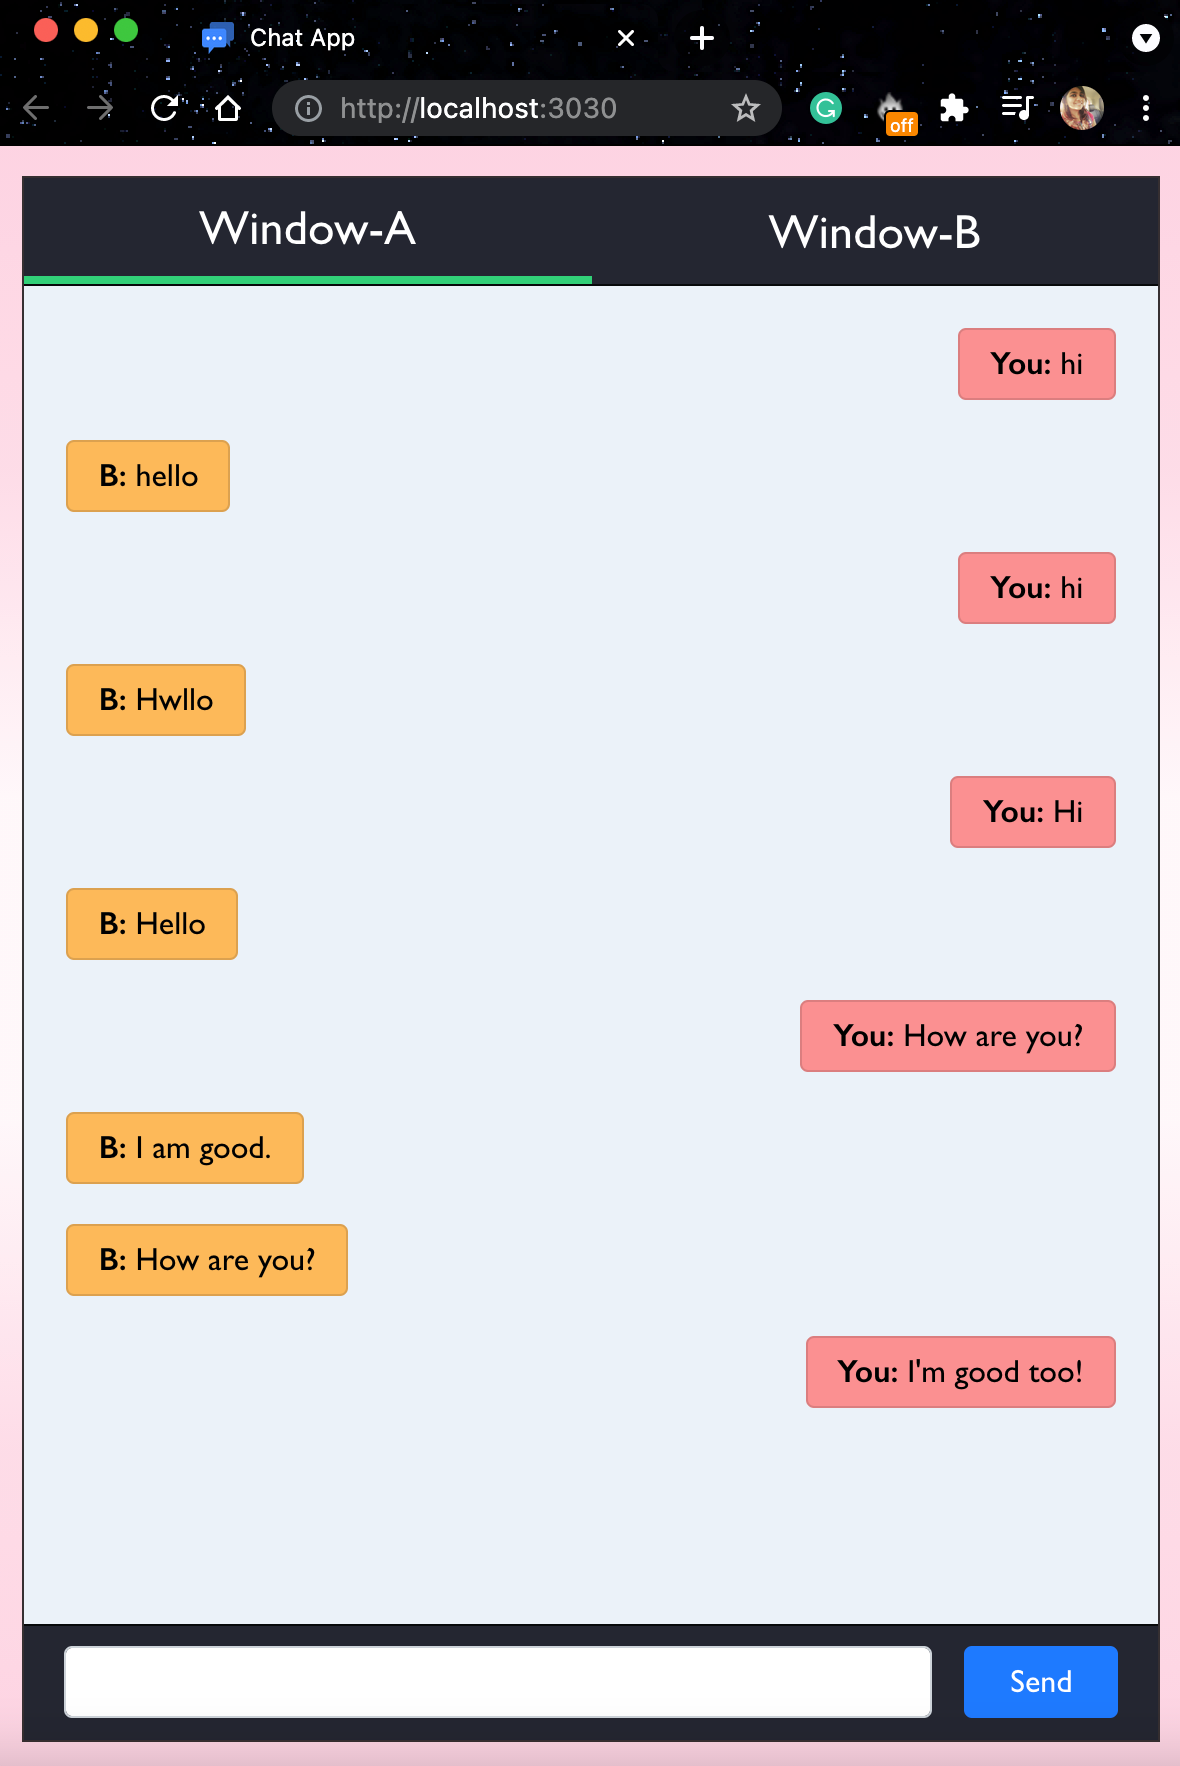 Chat App
http://localhost:3030
off
Window-A
Window-B
You: hi
B: hello
You: hi
B: Hwllo
You: Hi
B: Hello
You: How are you?
B: I am good.
B: How are you?
You: I'm good too!
Send